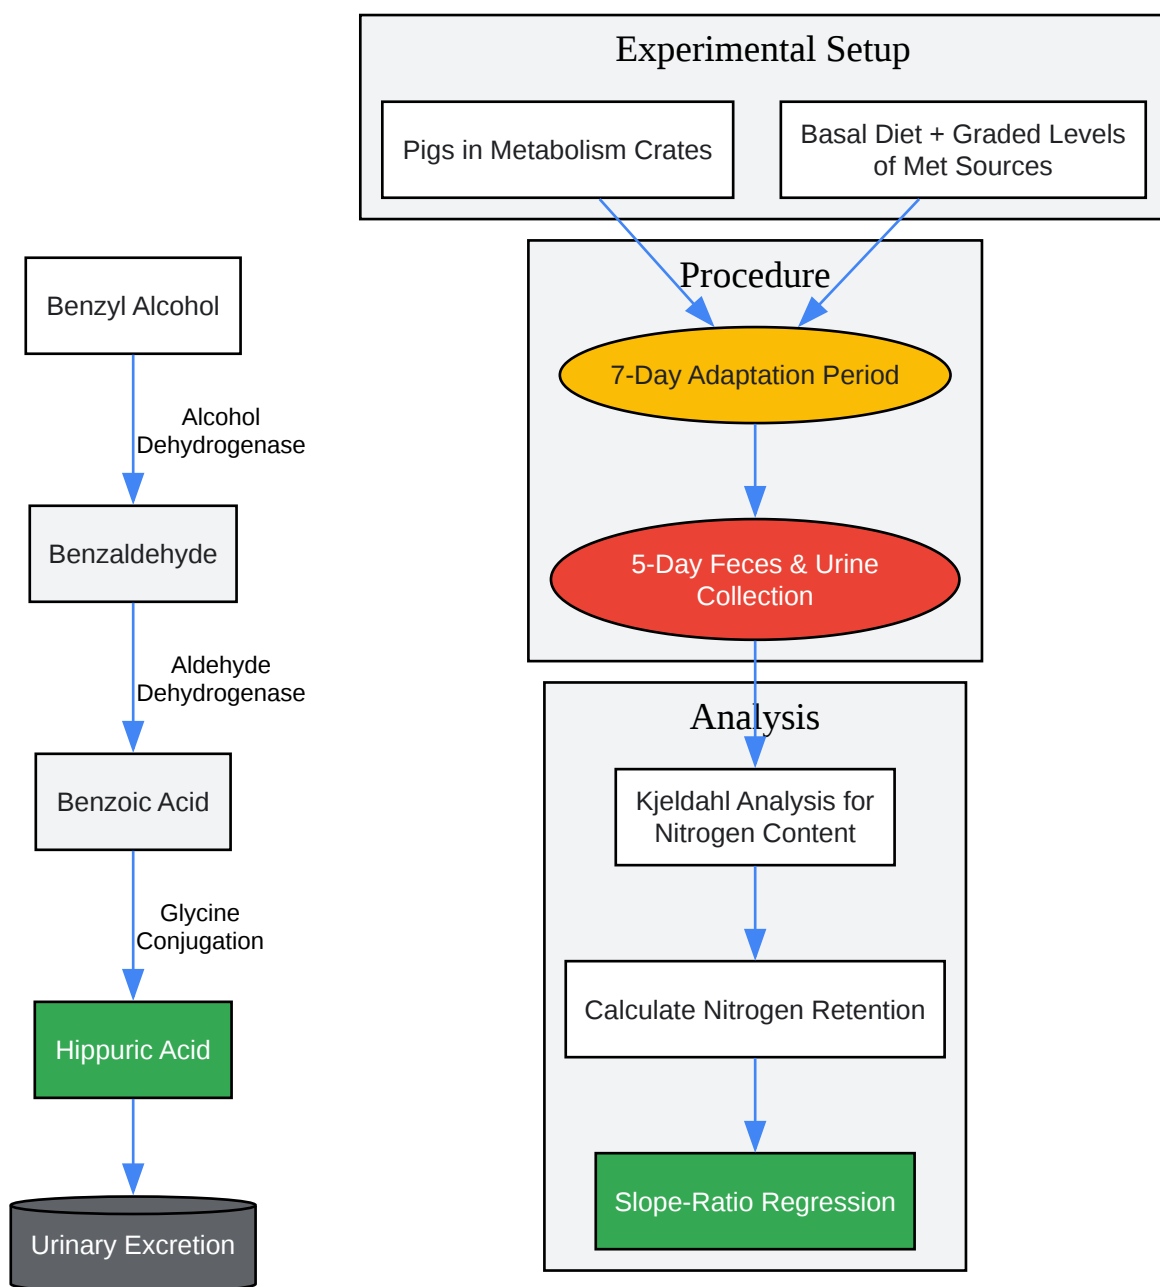 Benzyl Alcohol
Alcohol
Dehydrogenase
Benzaldehyde
Aldehyde
Dehydrogenase
Benzoic Acid
Glycine
Conjugation
Hippuric Acid
Urinary Excretion
Experimental Setup
Pigs in Metabolism Crates
Basal Diet + Graded Levels
of Met Sources
Procedure
7-Day Adaptation Period
5-Day Feces & Urine
Collection
Analysis
Kjeldahl Analysis for
Nitrogen Content
Calculate Nitrogen Retention
Slope-Ratio Regression